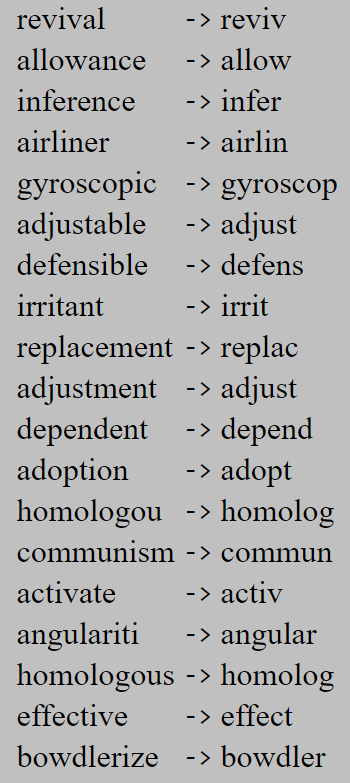 revival -> reviv
allowance -> allow
inference -> infer
airliner -> airlin
gyroscopic -> gyroscop
adjustable -> adjust
defensible -> defens
irritant -> irrit
replacement -> replac
adjustment -> adjust
dependent -> depend
adoption -> adopt
homologou -> homolog
communism -> commun
activate -> activ
angulariti -> angular
homologous -> homolog
effective -> effect
bowdlerize -> bowdler